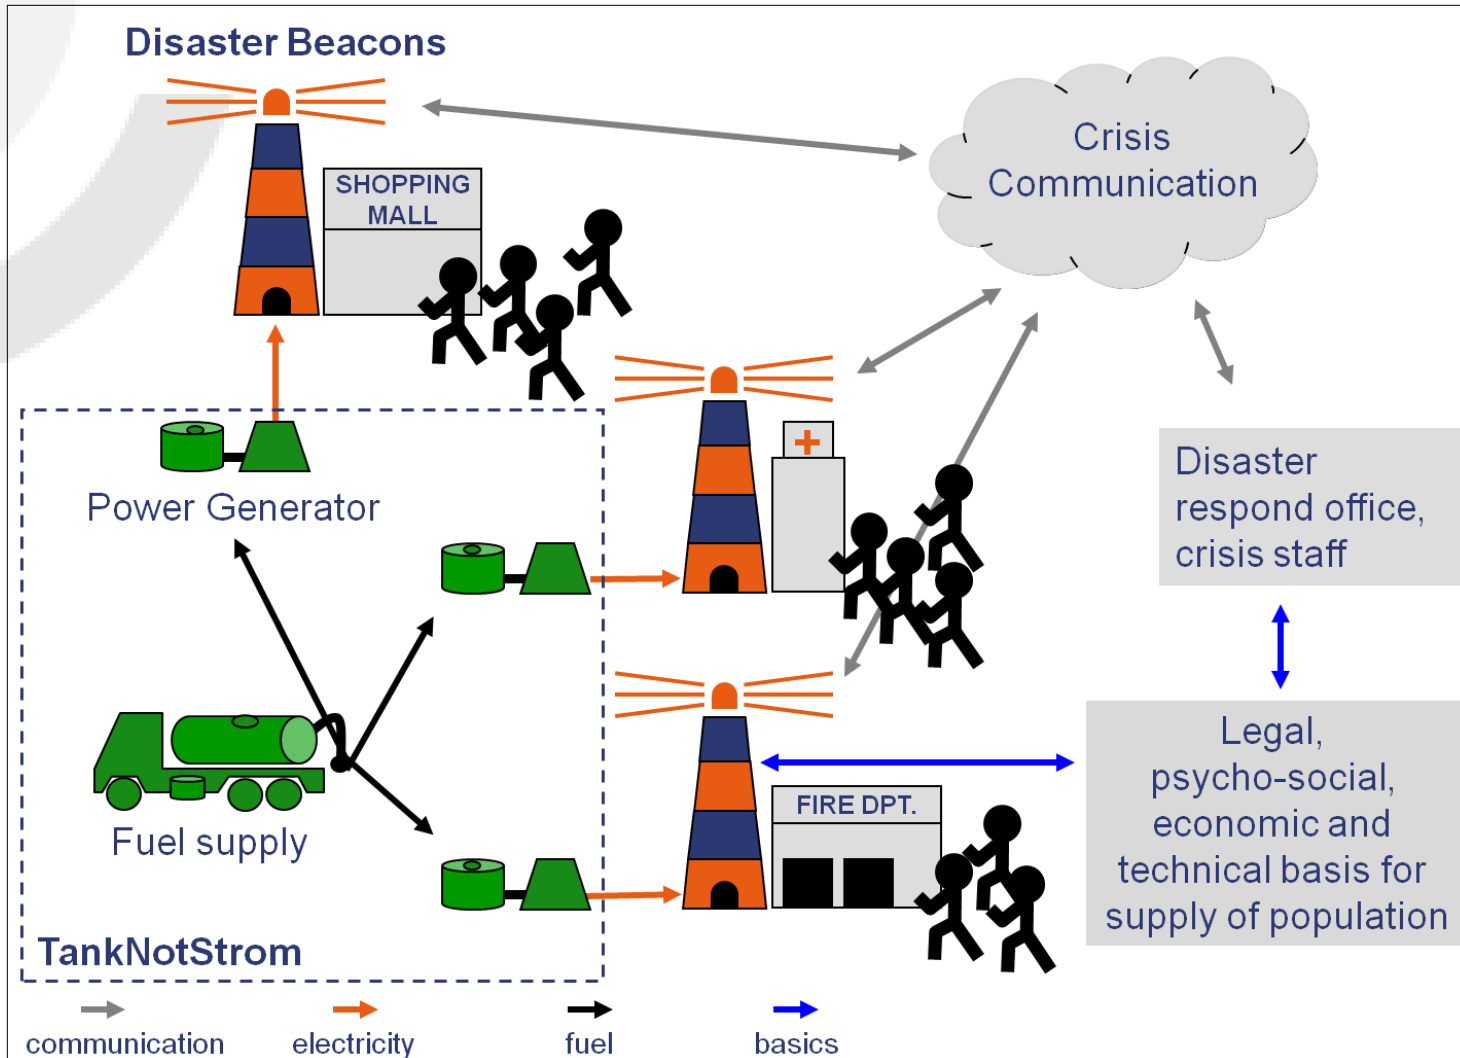 Disaster Beacons
Crisis
Communication
SHOPPING
MALL
Power Generator
Disaster
respond office,
crisis staff
Fuel supply
FIRE DPT.
Legal,
psycho-social,
economic and
technical basis for
supply of population
TankNotStrom
communication
electricity
fuel
basics